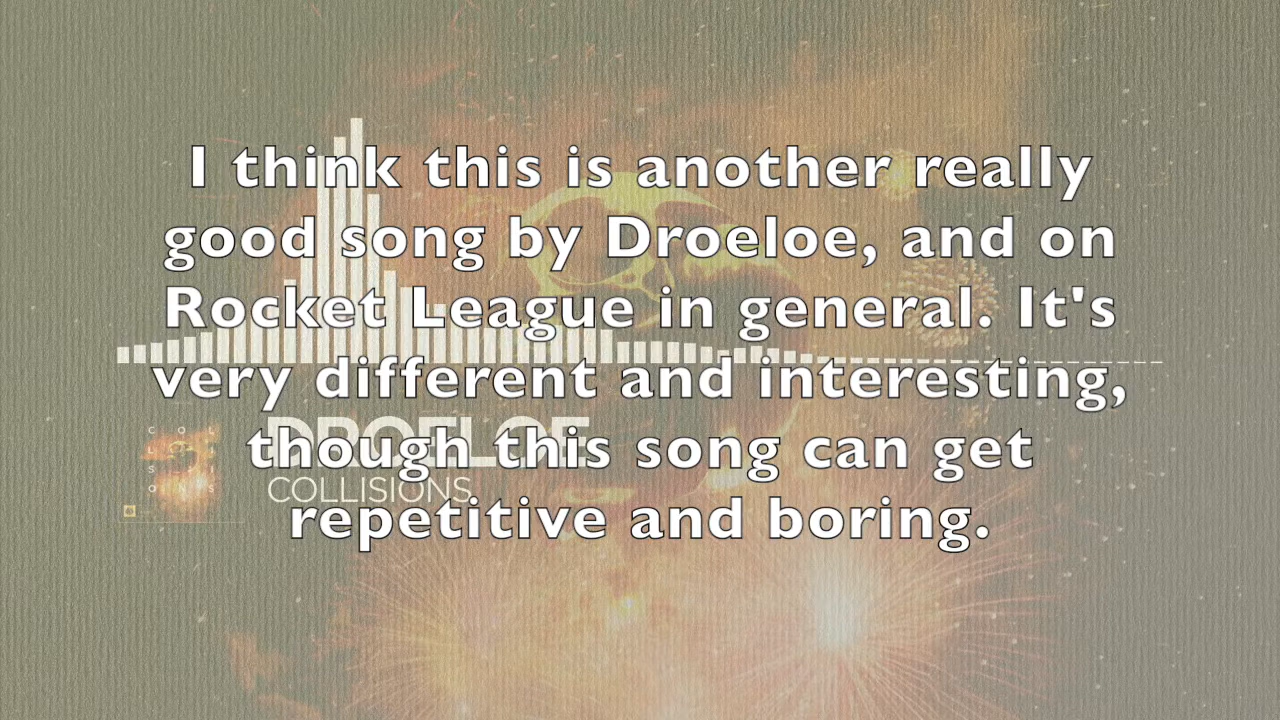 I think this is another really
good song by Droeloe, and on
Rocket League in general. It's
very different and interesting,
though this song can get
repetitive and boring.
DROELOE
COLLISIONS